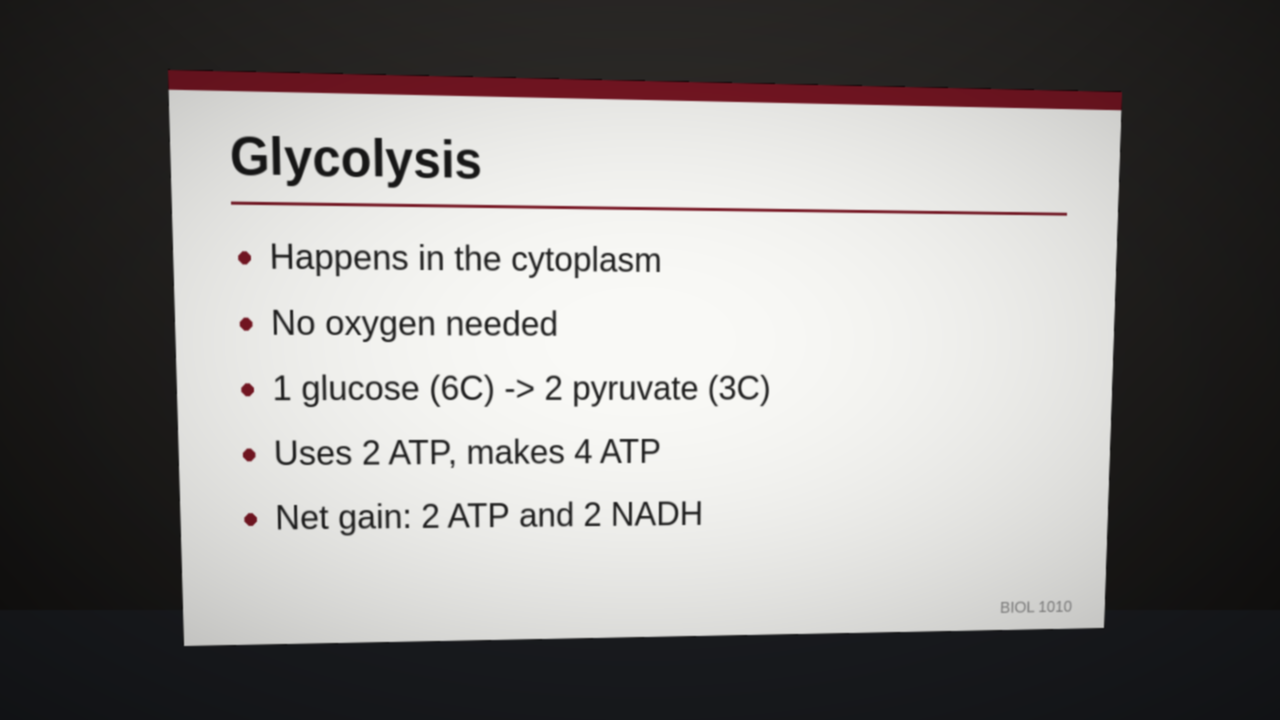 Glycolysis
Happens in the cytoplasm
No oxygen needed
1 glucose (6C) -> 2 pyruvate (3C)
Uses 2 ATP, makes 4 ATP
Net gain: 2 ATP and 2 NADH
BIOL 1010